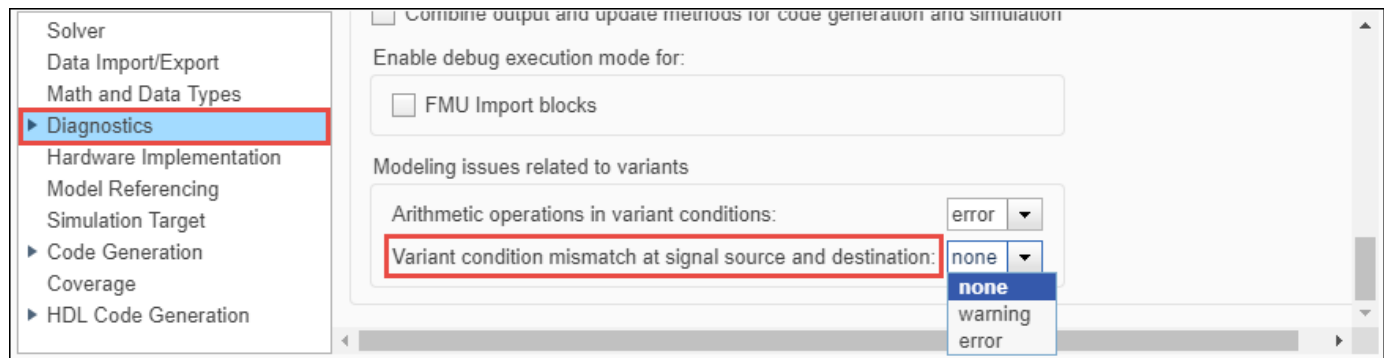 Solver
Data Import/Export
Math and Data Types
Diagnostics
Hardware Implementation
Model Referencing
Simulation Target
Code Generation
Coverage
HDL Code Generation
Combine output and update methods for code generation and simulation
Enable debug execution mode for:
FMU Import blocks
Modeling issues related to variants
Arithmetic operations in variant conditions: error
Variant condition mismatch at signal source and destination: none
none
warning
error